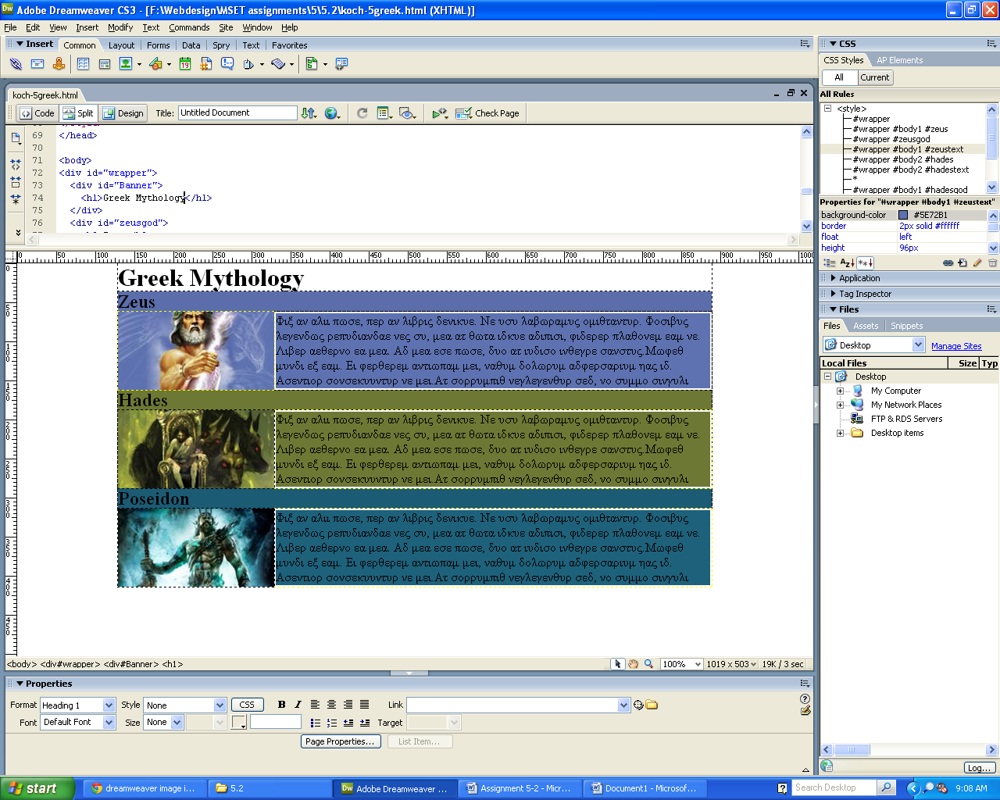 Adobe Dreamweaver CS3 - [F:\Webdesign\MSET assignments\5\5.2\koch-5greek.html (XHTML)]
File Edit View Insert Modify Text Commands Site Window Help
Insert Common Layout Forms Data Spry Text Favorites
koch-5greek.html
Code Split Design Title: Untitled Document Check Page
69 </head>
70
71 <body>
72 <div id="wrapper">
73 <div id="Banner">
74 <h1>Greek Mythology</h1>
75 </div>
76 <div id="zeusgod">
0 50 100 150 200 250 300 350 400 450 500 550 600 650 700 750 800 850 900 950 1000
Greek Mythology
Zeus
Φιξ αν αλιι πωσε, περ αν λιβρις δενικυε. Νε υσυ λαβωραμυς ομιθταντυρ. Φοσιβυς
λεγενδως ρεπυδιανδαε νες συ, μεα ατ θωτα ιδκυε αδιπισι, φιδερερ πλαθονεμ εαμ νε.
Λιβερ αεθερνο εα μεα. Αδ μεα εσε πωσε, δυο ατ ιυδισο ινθεγρε σανστυς.Μωφεθ
μυνδι εξ εαμ. Ει φερθερεμ αντιωπαμ μει, ναθυμ δολωρυμ αδφερσαριυμ ηας ιδ.
Ασεντιορ σονσεκυυντυρ νε μει.Ατ σορρυμπιθ νεγλεγενθυρ σεδ, νο συμμο σινγυλι
Hades
Φιξ αν αλιι πωσε, περ αν λιβρις δενικυε. Νε υσυ λαβωραμυς ομιθταντυρ. Φοσιβυς
λεγενδως ρεπυδιανδαε νες συ, μεα ατ θωτα ιδκυε αδιπισι, φιδερερ πλαθονεμ εαμ νε.
Λιβερ αεθερνο εα μεα. Αδ μεα εσε πωσε, δυο ατ ιυδισο ινθεγρε σανστυς.Μωφεθ
μυνδι εξ εαμ. Ει φερθερεμ αντιωπαμ μει, ναθυμ δολωρυμ αδφερσαριυμ ηας ιδ.
Ασεντιορ σονσεκυυντυρ νε μει.Ατ σορρυμπιθ νεγλεγενθυρ σεδ, νο συμμο σινγυλι
Poseidon
Φιξ αν αλιι πωσε, περ αν λιβρις δενικυε. Νε υσυ λαβωραμυς ομιθταντυρ. Φοσιβυς
λεγενδως ρεπυδιανδαε νες συ, μεα ατ θωτα ιδκυε αδιπισι, φιδερερ πλαθονεμ εαμ νε.
Λιβερ αεθερνο εα μεα. Αδ μεα εσε πωσε, δυο ατ ιυδισο ινθεγρε σανστυς.Μωφεθ
μυνδι εξ εαμ. Ει φερθερεμ αντιωπαμ μει, ναθυμ δολωρυμ αδφερσαριυμ ηας ιδ.
Ασεντιορ σονσεκυυντυρ νε μει.Ατ σορρυμπιθ νεγλεγενθυρ σεδ, νο συμμο σινγυλι
<body> <div#wrapper> <div#Banner> <h1> 100% 1019 x 503 19K / 3 sec
Properties
Format Heading 1 Style None CSS B I Link
Font Default Font Size None Target
Page Properties... List Item...
CSS
CSS Styles AP Elements
All Current
All Rules
<style>
#wrapper
#wrapper #body1 #zeus
#wrapper #zeusgod
#wrapper #body1 #zeustext
#wrapper #body2 #hades
#wrapper #body2 #hadestext
*
#wrapper #body1 #hadesgod
Properties for "#wrapper #body1 #zeustext"
background-color #5E72B1
border 2px solid #ffffff
float left
height 96px
Application
Tag Inspector
Files
Files Assets Snippets
Desktop Manage Sites
Local Files Size Typ
Desktop
My Computer
My Network Places
FTP & RDS Servers
Desktop items
Log...
start dreamweaver image i... 5.2 Adobe Dreamweaver ... Assignment 5-2 - Micr... Document1 - Microsof... Search Desktop 9:08 AM